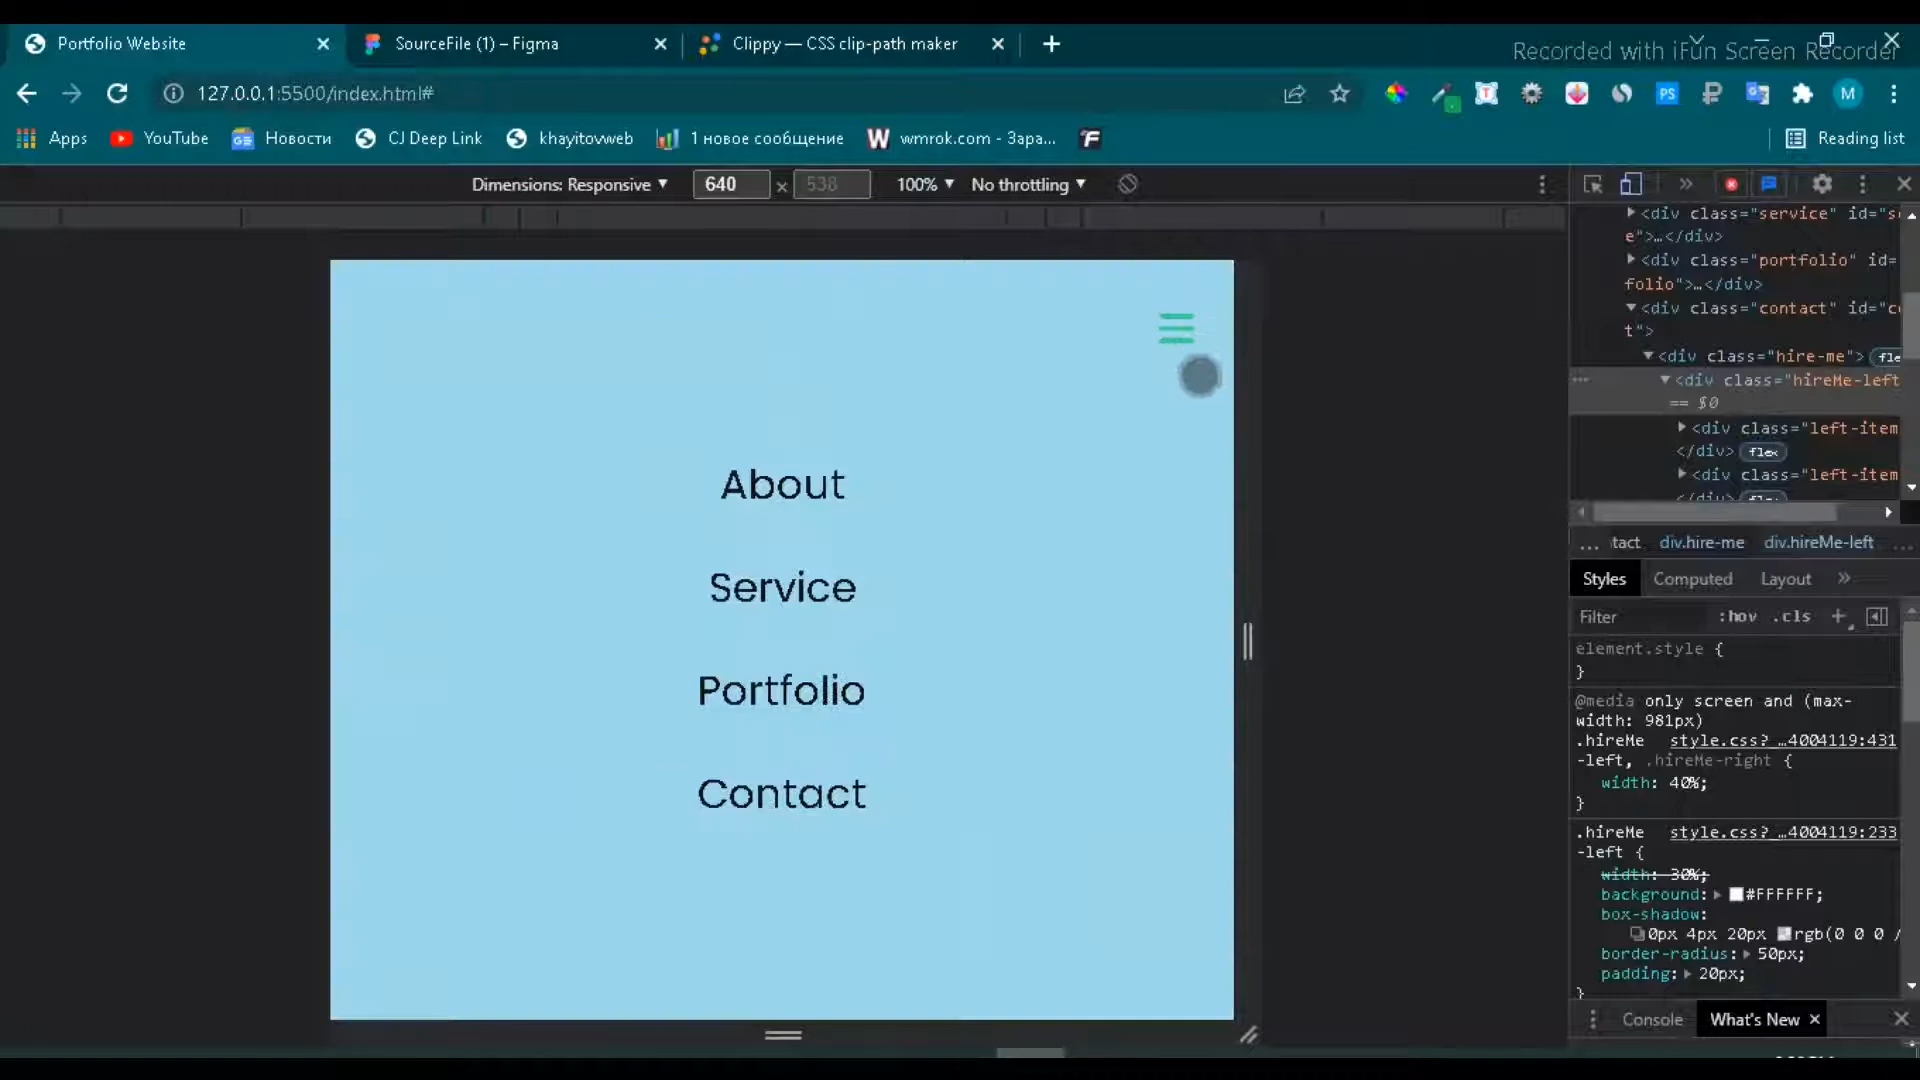 Portfolio Website
SourceFile (1) – Figma
Clippy — CSS clip-path maker
Recorded with iFun Screen Recorder
127.0.0.1:5500/index.html#
Apps
YouTube
Новости
CJ Deep Link
khayitovweb
1 новое сообщение
wmrok.com - Зара...
Reading list
Dimensions: Responsive
640
538
100%
No throttling
About
Service
Portfolio
Contact
<div class="service" id="s
e">…</div>
<div class="portfolio" id=
folio">…</div>
<div class="contact" id="c
t">
<div class="hire-me"> fle
<div class="hireMe-left
== $0
<div class="left-item
</div> flex
<div class="left-item
... tact div.hire-me div.hireMe-left ...
Styles Computed Layout
Filter :hov .cls +
element.style {
}
@media only screen and (max-
width: 981px)
.hireMe style.css?_…4004119:431
-left, .hireMe-right {
width: 40%;
}
.hireMe style.css?_…4004119:233
-left {
width: 30%;
background: #FFFFFF;
box-shadow:
0px 4px 20px rgb(0 0 0 /
border-radius: 50px;
padding: 20px;
}
Console What's New